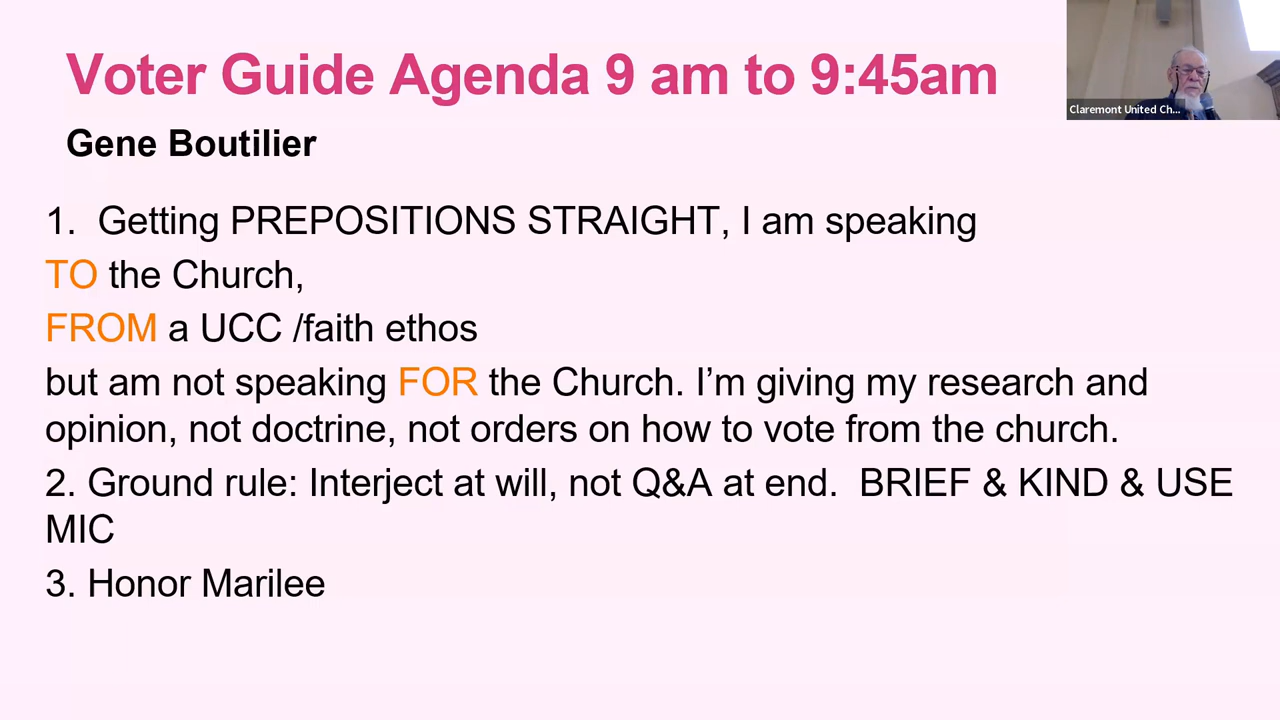 Voter Guide Agenda 9 am to 9:45am
Claremont United Ch...
Gene Boutilier
1. Getting PREPOSITIONS STRAIGHT, I am speaking
TO the Church,
FROM a UCC /faith ethos
but am not speaking FOR the Church. I’m giving my research and
opinion, not doctrine, not orders on how to vote from the church.
2. Ground rule: Interject at will, not Q&A at end. BRIEF & KIND & USE
MIC
3. Honor Marilee